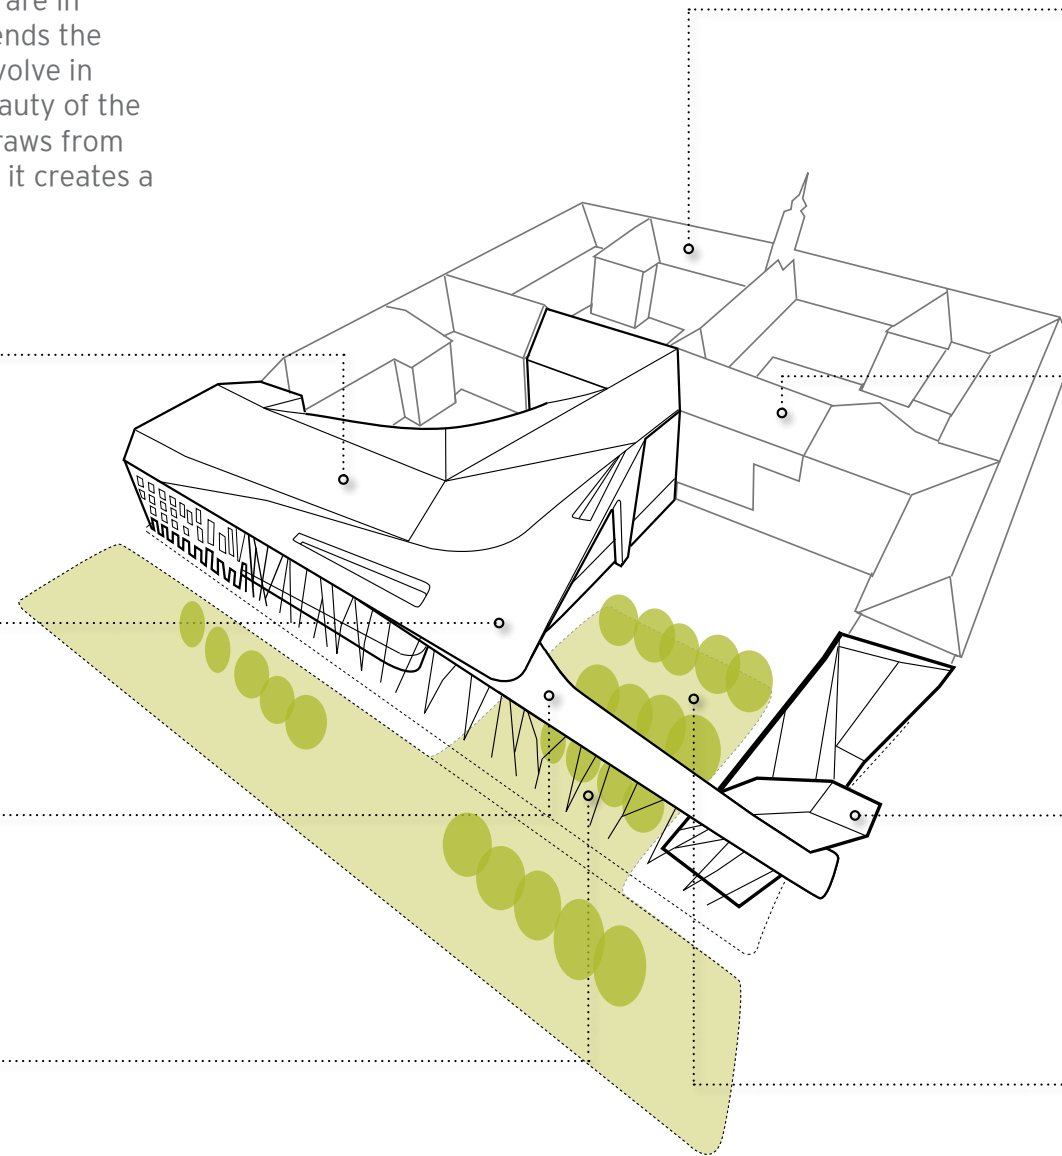 are in
ends the
volve in
auty of the
raws from
it creates a